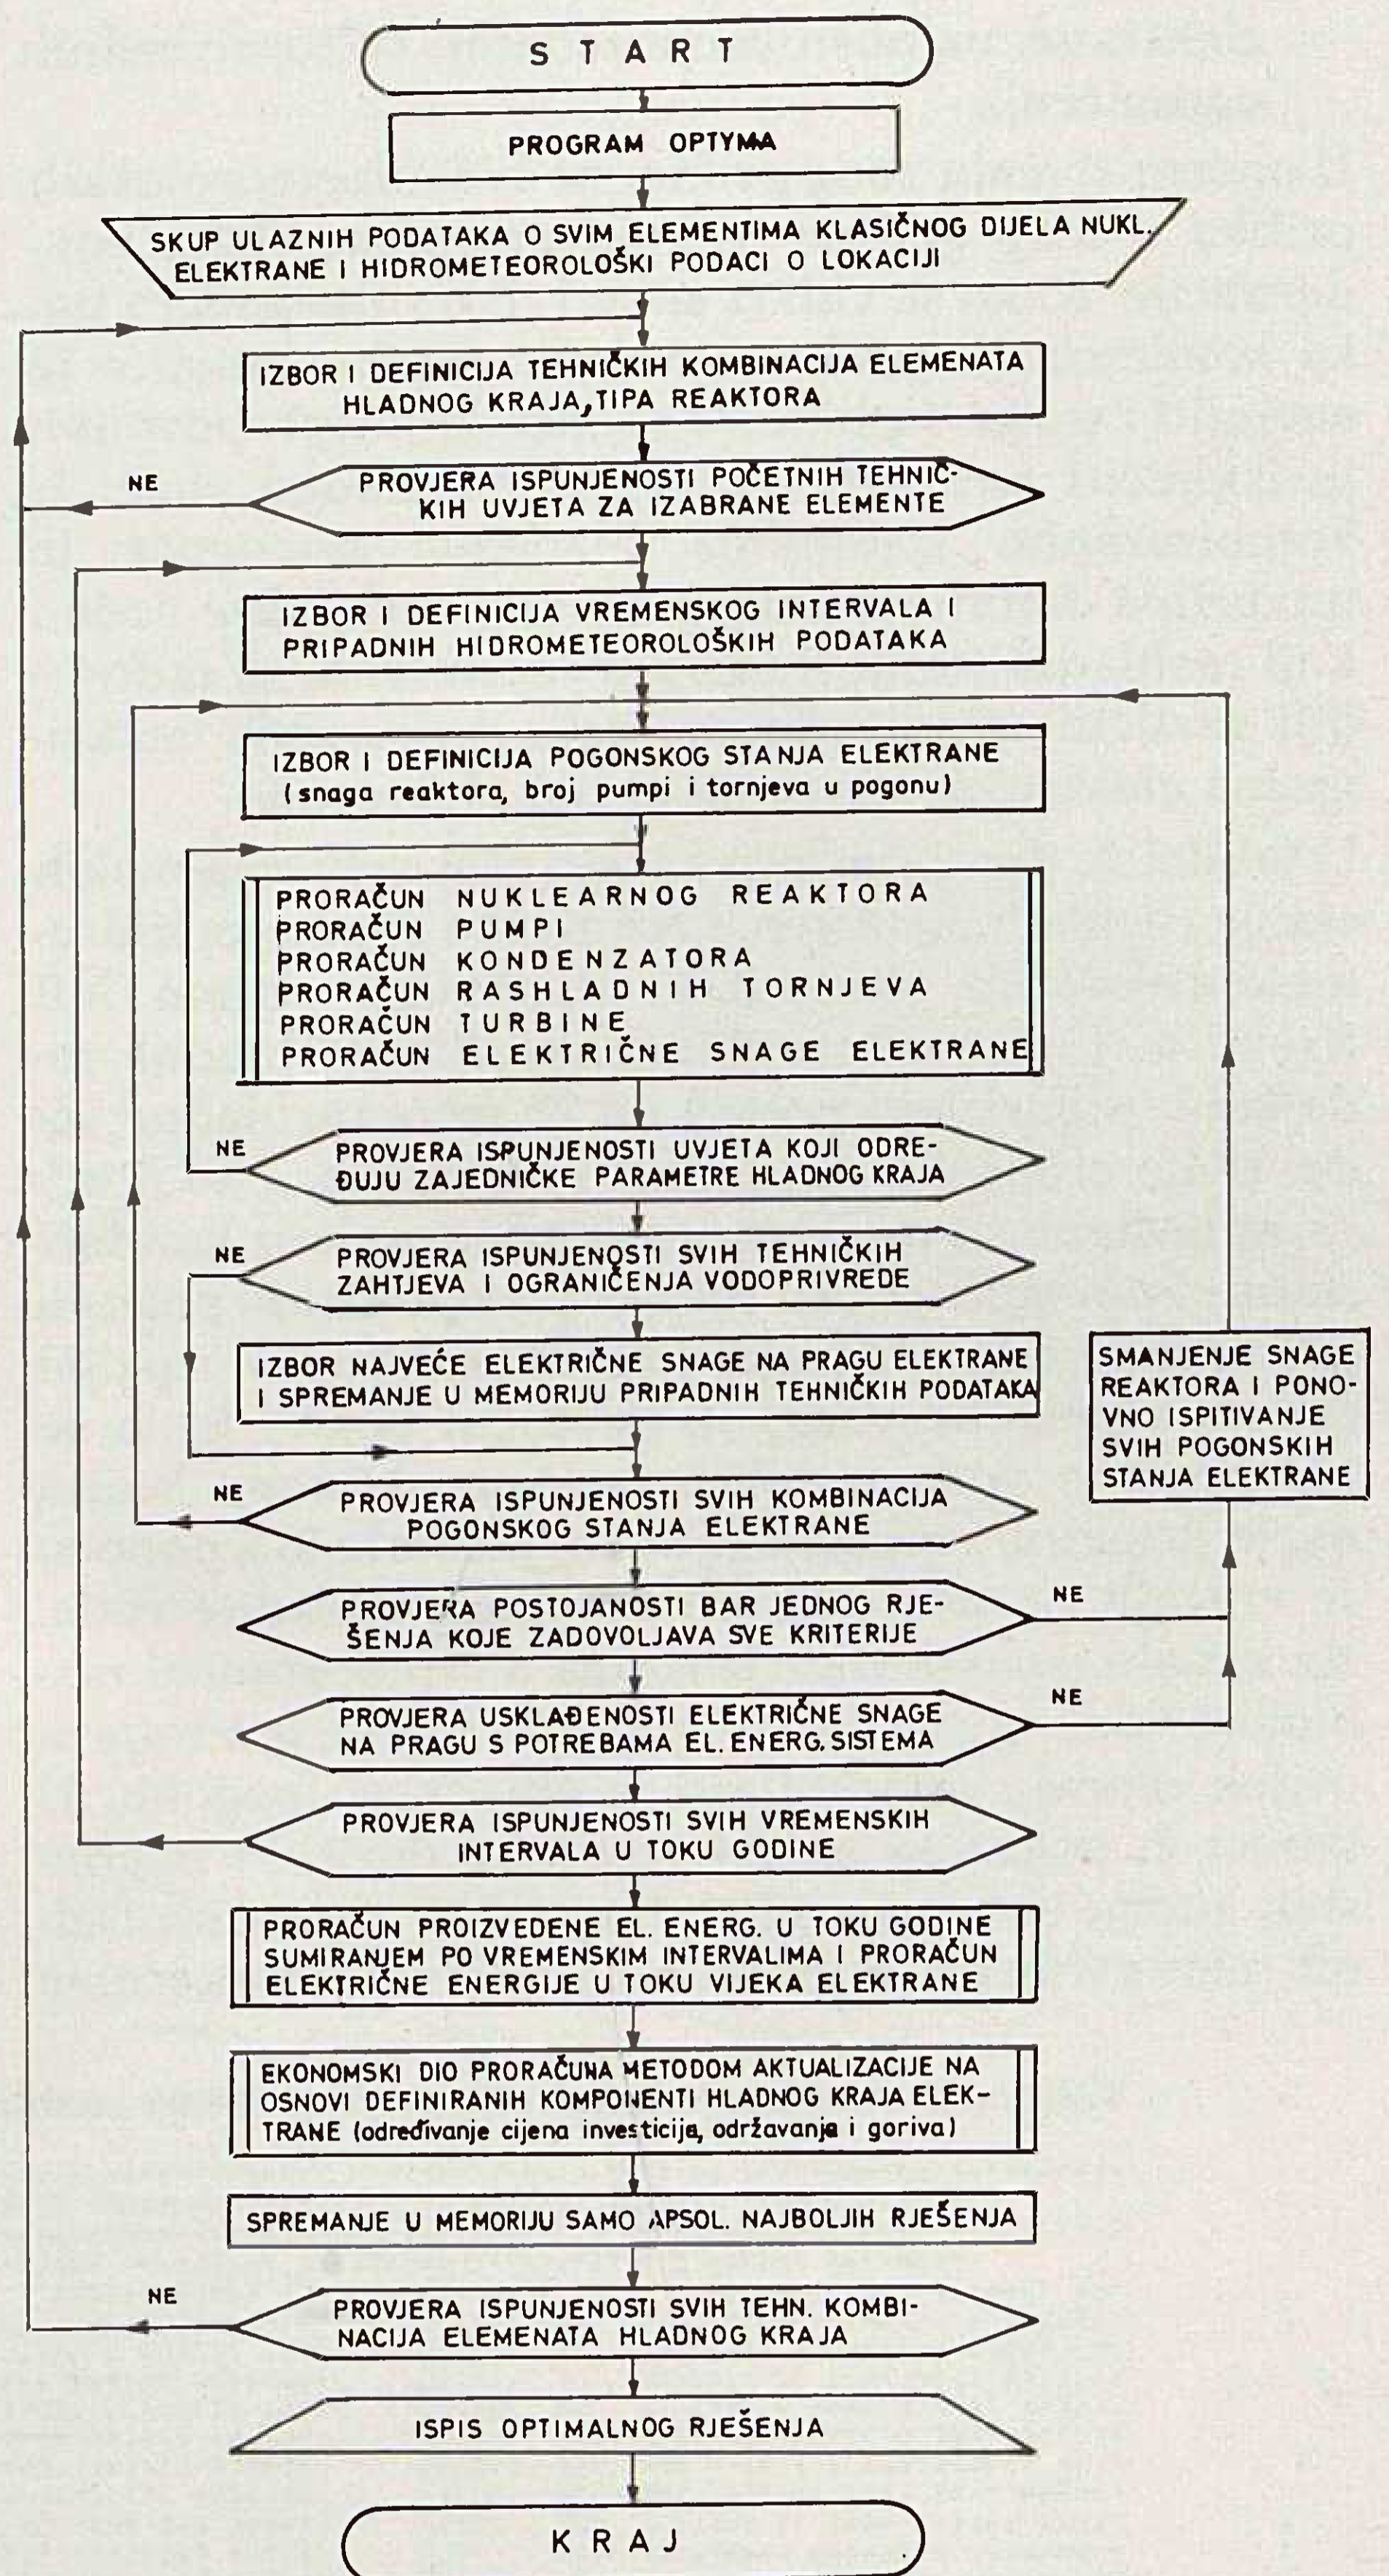 START
PROGRAM OPTYMA
SKUP ULAZNIH PODATAKA O SVIM ELEMENTIMA KLASIČNOG DIJELA NUKL.
ELEKTRANE I HIDROMETEOROLOŠKI PODACI O LOKACIJI
IZBOR I DEFINICIJA TEHNIČKIH KOMBINACIJA ELEMENATA
HLADNOG KRAJA, TIPA REAKTORA
NE
PROVJERA ISPUNJENOSTI POČETNIH TEHNIČ-
KIH UVJETA ZA IZABRANE ELEMENTE
IZBOR I DEFINICIJA VREMENSKOG INTERVALA I
PRIPADNIH HIDROMETEOROLOŠKIH PODATAKA
IZBOR I DEFINICIJA POGONSKOG STANJA ELEKTRANE
(snaga reaktora, broj pumpi i tornjeva u pogonu)
PRORAČUN NUKLEARNOG REAKTORA
PRORAČUN PUMPI
PRORAČUN KONDENZATORA
PRORAČUN RASHLADNIH TORNJEVA
PRORAČUN TURBINE
PRORAČUN ELEKTRIČNE SNAGE ELEKTRANE
NE
PROVJERA ISPUNJENOSTI UVJETA KOJI ODRE-
ĐUJU ZAJEDNIČKE PARAMETRE HLADNOG KRAJA
NE
PROVJERA ISPUNJENOSTI SVIH TEHNIČKIH
ZAHTJEVA I OGRANIČENJA VODOPRIVREDE
IZBOR NAJVEĆE ELEKTRIČNE SNAGE NA PRAGU ELEKTRANE
I SPREMANJE U MEMORIJU PRIPADNIH TEHNIČKIH PODATAKA
SMANJENJE SNAGE
REAKTORA I PONO-
VNO ISPITIVANJE
SVIH POGONSKIH
STANJA ELEKTRANE
NE
PROVJERA ISPUNJENOSTI SVIH KOMBINACIJA
POGONSKOG STANJA ELEKTRANE
PROVJERA POSTOJANOSTI BAR JEDNOG RJE-
ŠENJA KOJE ZADOVOLJAVA SVE KRITERIJE
NE
PROVJERA USKLAĐENOSTI ELEKTRIČNE SNAGE
NA PRAGU S POTREBAMA EL. ENERG. SISTEMA
NE
PROVJERA ISPUNJENOSTI SVIH VREMENSKIH
INTERVALA U TOKU GODINE
PRORAČUN PROIZVEDENE EL. ENERG. U TOKU GODINE
SUMIRANJEM PO VREMENSKIM INTERVALIMA I PRORAČUN
ELEKTRIČNE ENERGIJE U TOKU VIJEKA ELEKTRANE
EKONOMSKI DIO PRORAČUNA METODOM AKTUALIZACIJE NA
OSNOVI DEFINIRANIH KOMPONENTI HLADNOG KRAJA ELEK-
TRANE (određivanje cijena investicija, održavanja i goriva)
SPREMANJE U MEMORIJU SAMO APSOL. NAJBOLJIH RJEŠENJA
NE
PROVJERA ISPUNJENOSTI SVIH TEHN. KOMBI-
NACIJA ELEMENATA HLADNOG KRAJA
ISPIS OPTIMALNOG RJEŠENJA
KRAJ